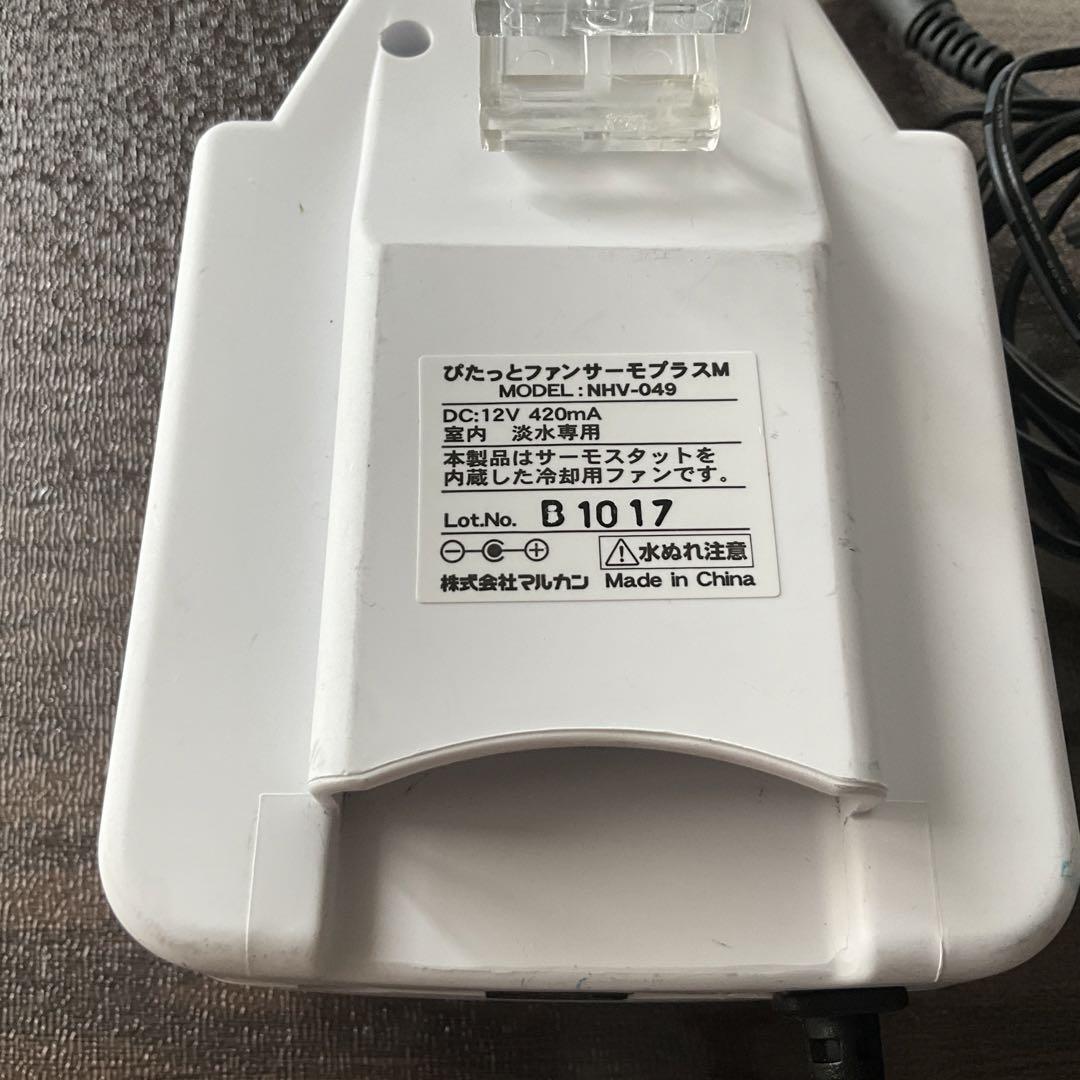 ぴたっとファンサーモプラスM
MODEL:NHV-049
DC:12V 420mA
室内 淡水専用
本製品はサーモスタットを
内蔵した冷却用ファンです。
Lot.No. B 10 17
水ぬれ注意
株式会社マルカン Made in China